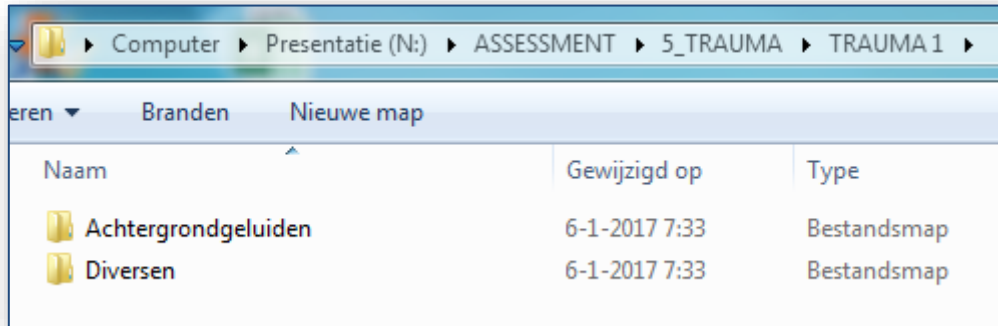 Computer Presentatie (N:) ASSESSMENT 5_TRAUMA TRAUMA 1
eren Branden Nieuwe map
Naam Gewijzigd op Type
Achtergrondgeluiden 6-1-2017 7:33 Bestandsmap
Diversen 6-1-2017 7:33 Bestandsmap